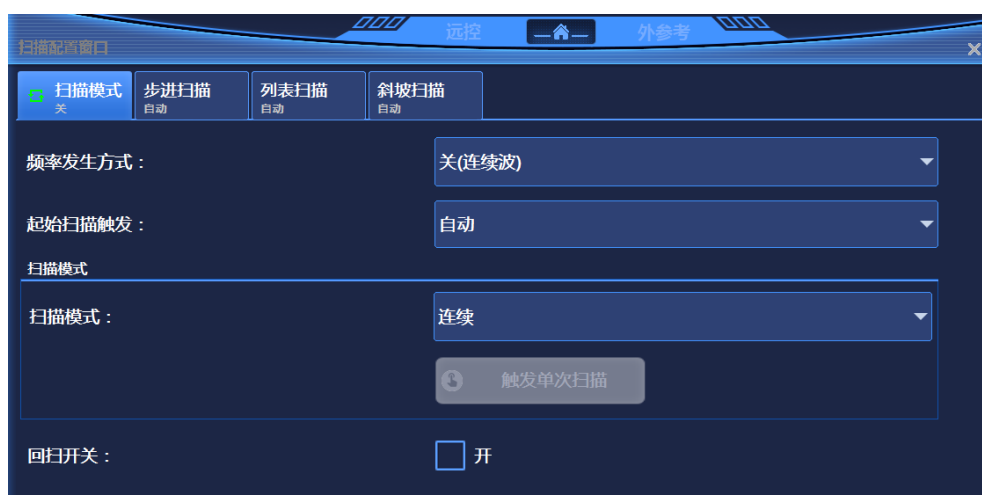 远控
外参考
扫描配置窗口
扫描模式
关
步进扫描
自动
列表扫描
自动
斜坡扫描
自动
频率发生方式：
关(连续波)
起始扫描触发：
自动
扫描模式
扫描模式：
连续
触发单次扫描
回扫开关：
开